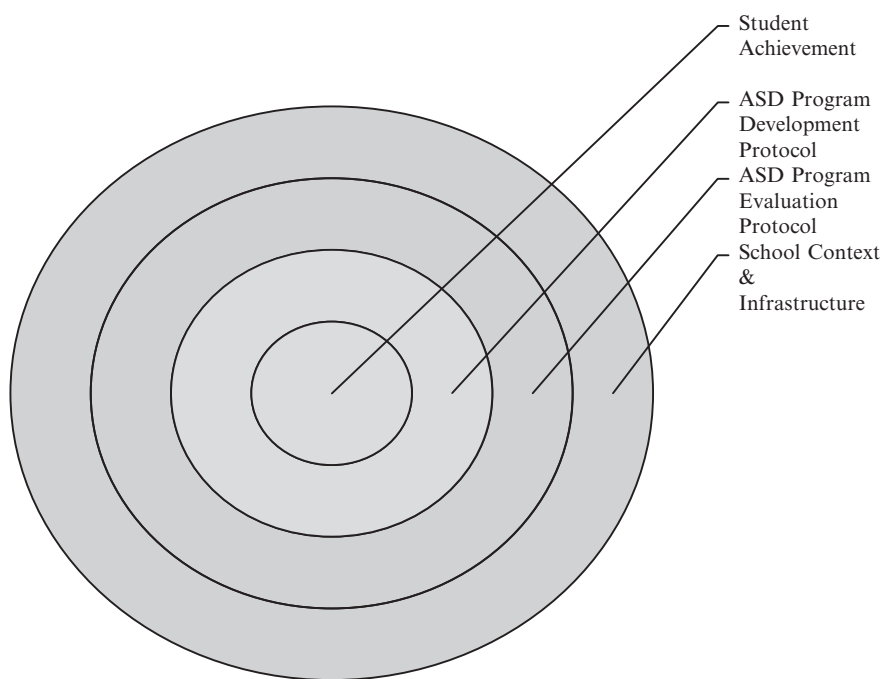 Student
Achievement
ASD Program
Development
Protocol
ASD Program
Evaluation
Protocol
School Context
&
Infrastructure